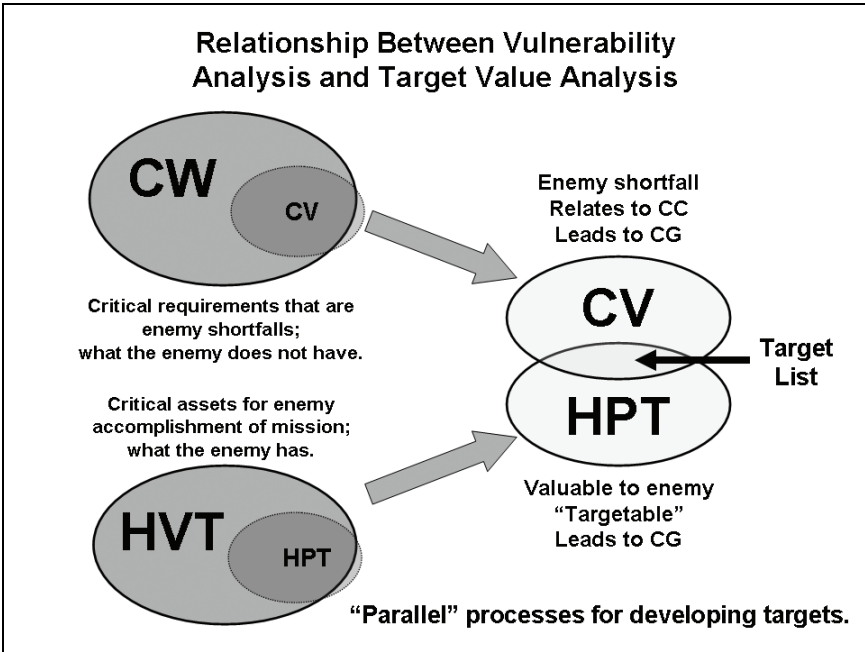 Relationship Between Vulnerability
Analysis and Target Value Analysis
CW
CV
Critical requirements that are
enemy shortfalls;
what the enemy does not have.
Critical assets for enemy
accomplishment of mission;
what the enemy has.
HVT
HPT
Enemy shortfall
Relates to CC
Leads to CG
CV
HPT
Target
List
Valuable to enemy
“Targetable”
Leads to CG
“Parallel” processes for developing targets.